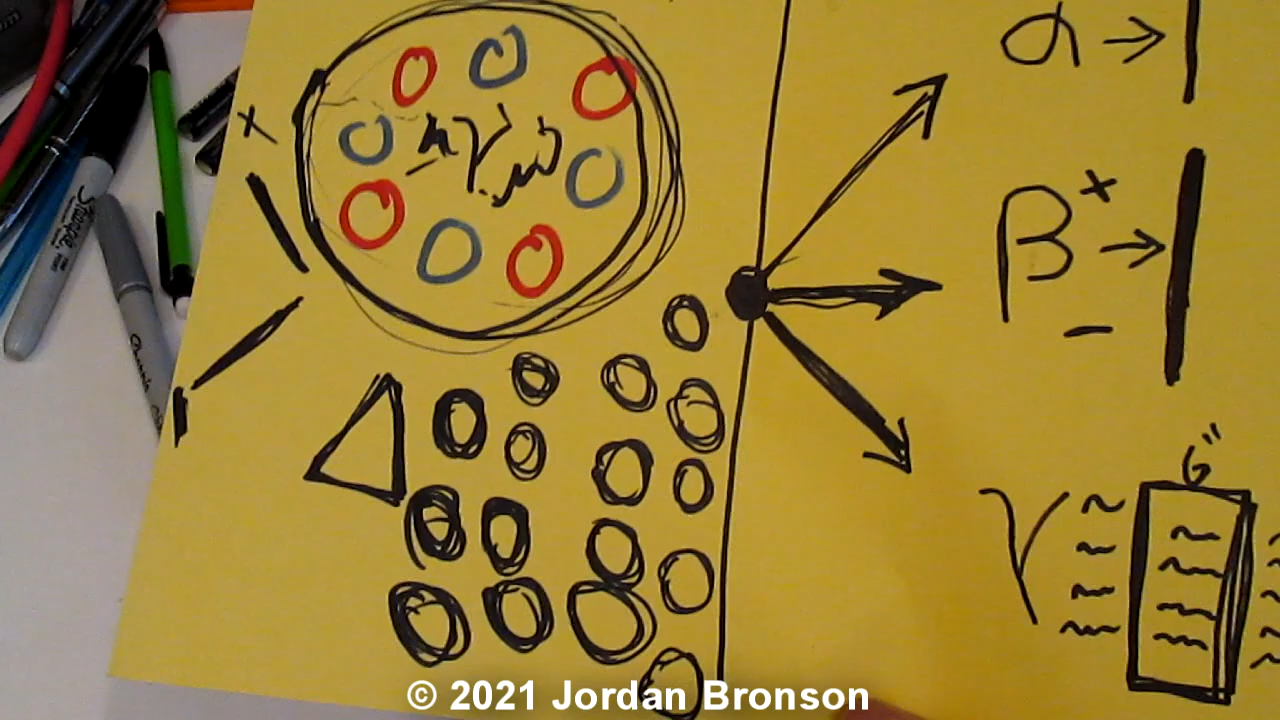 α →
β + →
−
6"
γ ~
x
Sharpie
© 2021 Jordan Bronson